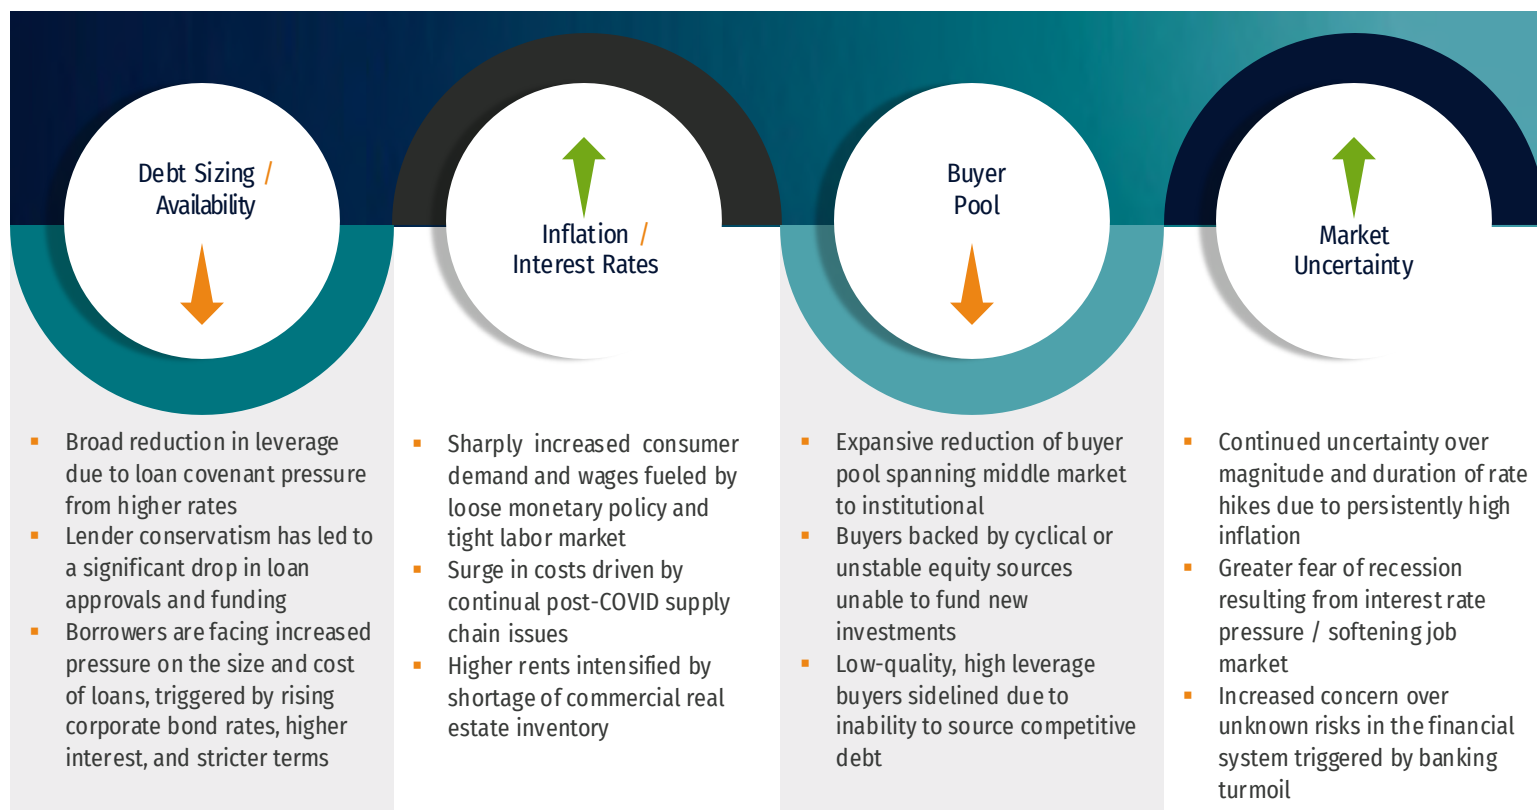 Debt Sizing /
Availability
Inflation /
Interest Rates
Buyer
Pool
Market
Uncertainty
▪ Broad reduction in leverage
due to loan covenant pressure
from higher rates
▪ Lender conservatism has led to
a significant drop in loan
approvals and funding
▪ Borrowers are facing increased
pressure on the size and cost
of loans, triggered by rising
corporate bond rates, higher
interest, and stricter terms
▪ Sharply increased consumer
demand and wages fueled by
loose monetary policy and
tight labor market
▪ Surge in costs driven by
continual post-COVID supply
chain issues
▪ Higher rents intensified by
shortage of commercial real
estate inventory
▪ Expansive reduction of buyer
pool spanning middle market
to institutional
▪ Buyers backed by cyclical or
unstable equity sources
unable to fund new
investments
▪ Low-quality, high leverage
buyers sidelined due to
inability to source competitive
debt
▪ Continued uncertainty over
magnitude and duration of rate
hikes due to persistently high
inflation
▪ Greater fear of recession
resulting from interest rate
pressure / softening job
market
▪ Increased concern over
unknown risks in the financial
system triggered by banking
turmoil